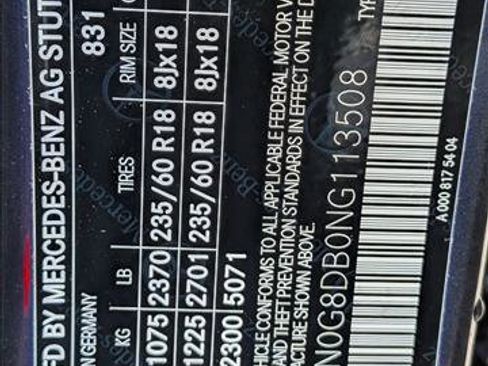 FD BY MERCEDES-BENZ AG STUT
N GERMANY 831
KG LB TIRES RIM SIZE
1075 2370 235/60 R18 8Jx18
1225 2701 235/60 R18 8Jx18
2300 5071
HICLE CONFORMS TO ALL APPLICABLE FEDERAL MOTOR V
AND THEFT PREVENTION STANDARDS IN EFFECT ON THE D
RE SHOWN ABOVE.
N0G8DB0NG113508 TYP
A 000 817 54 04